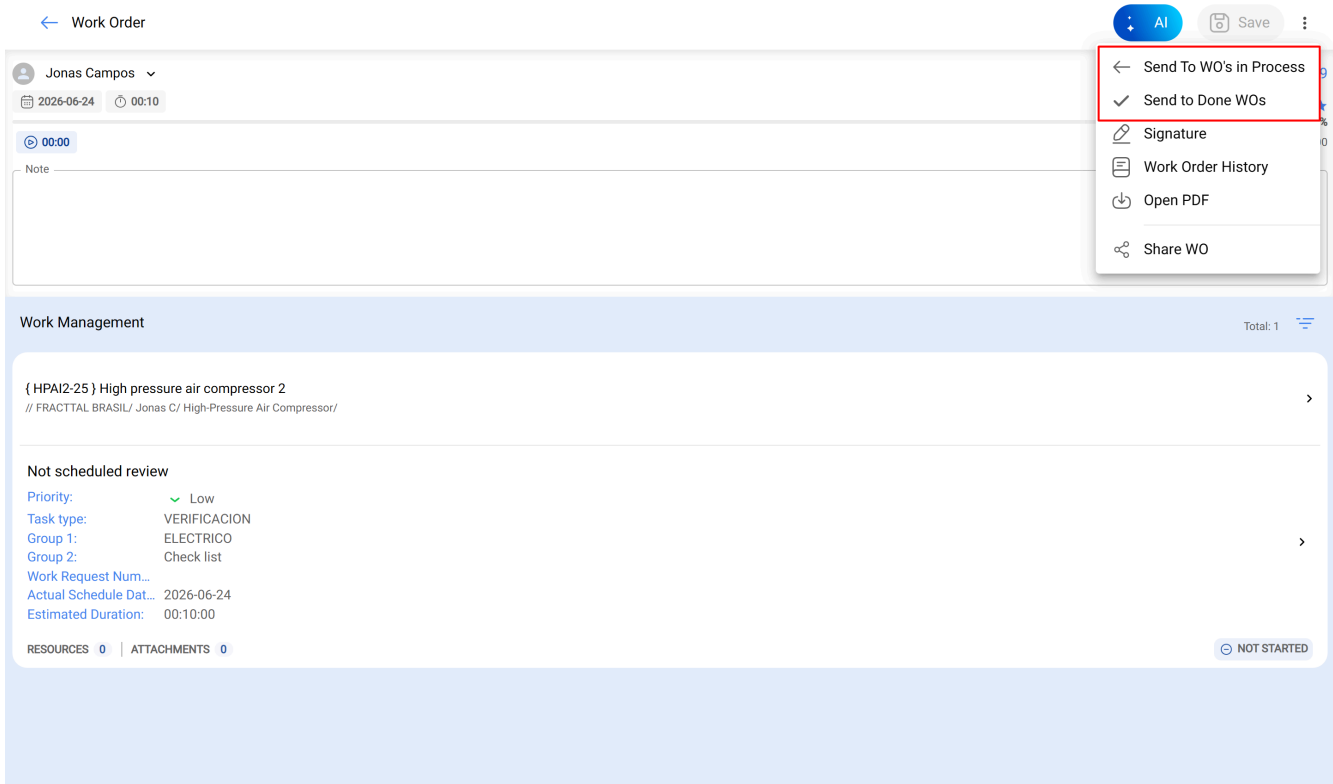 Work Order
AI
Save
Jonas Campos
Send To WO's in Process
9
2026-06-24
00:10
Send to Done WOs
%
00:00
Signature
Note
Work Order History
Open PDF
Share WO
Work Management
Total: 1
{ HPAI2-25 } High pressure air compressor 2
// FRACTTAL BRASIL/ Jonas C/ High-Pressure Air Compressor/
Not scheduled review
Priority: Low
Task type: VERIFICACION
Group 1: ELECTRICO
Group 2: Check list
Work Request Num...
Actual Schedule Dat... 2026-06-24
Estimated Duration: 00:10:00
RESOURCES 0 | ATTACHMENTS 0
NOT STARTED